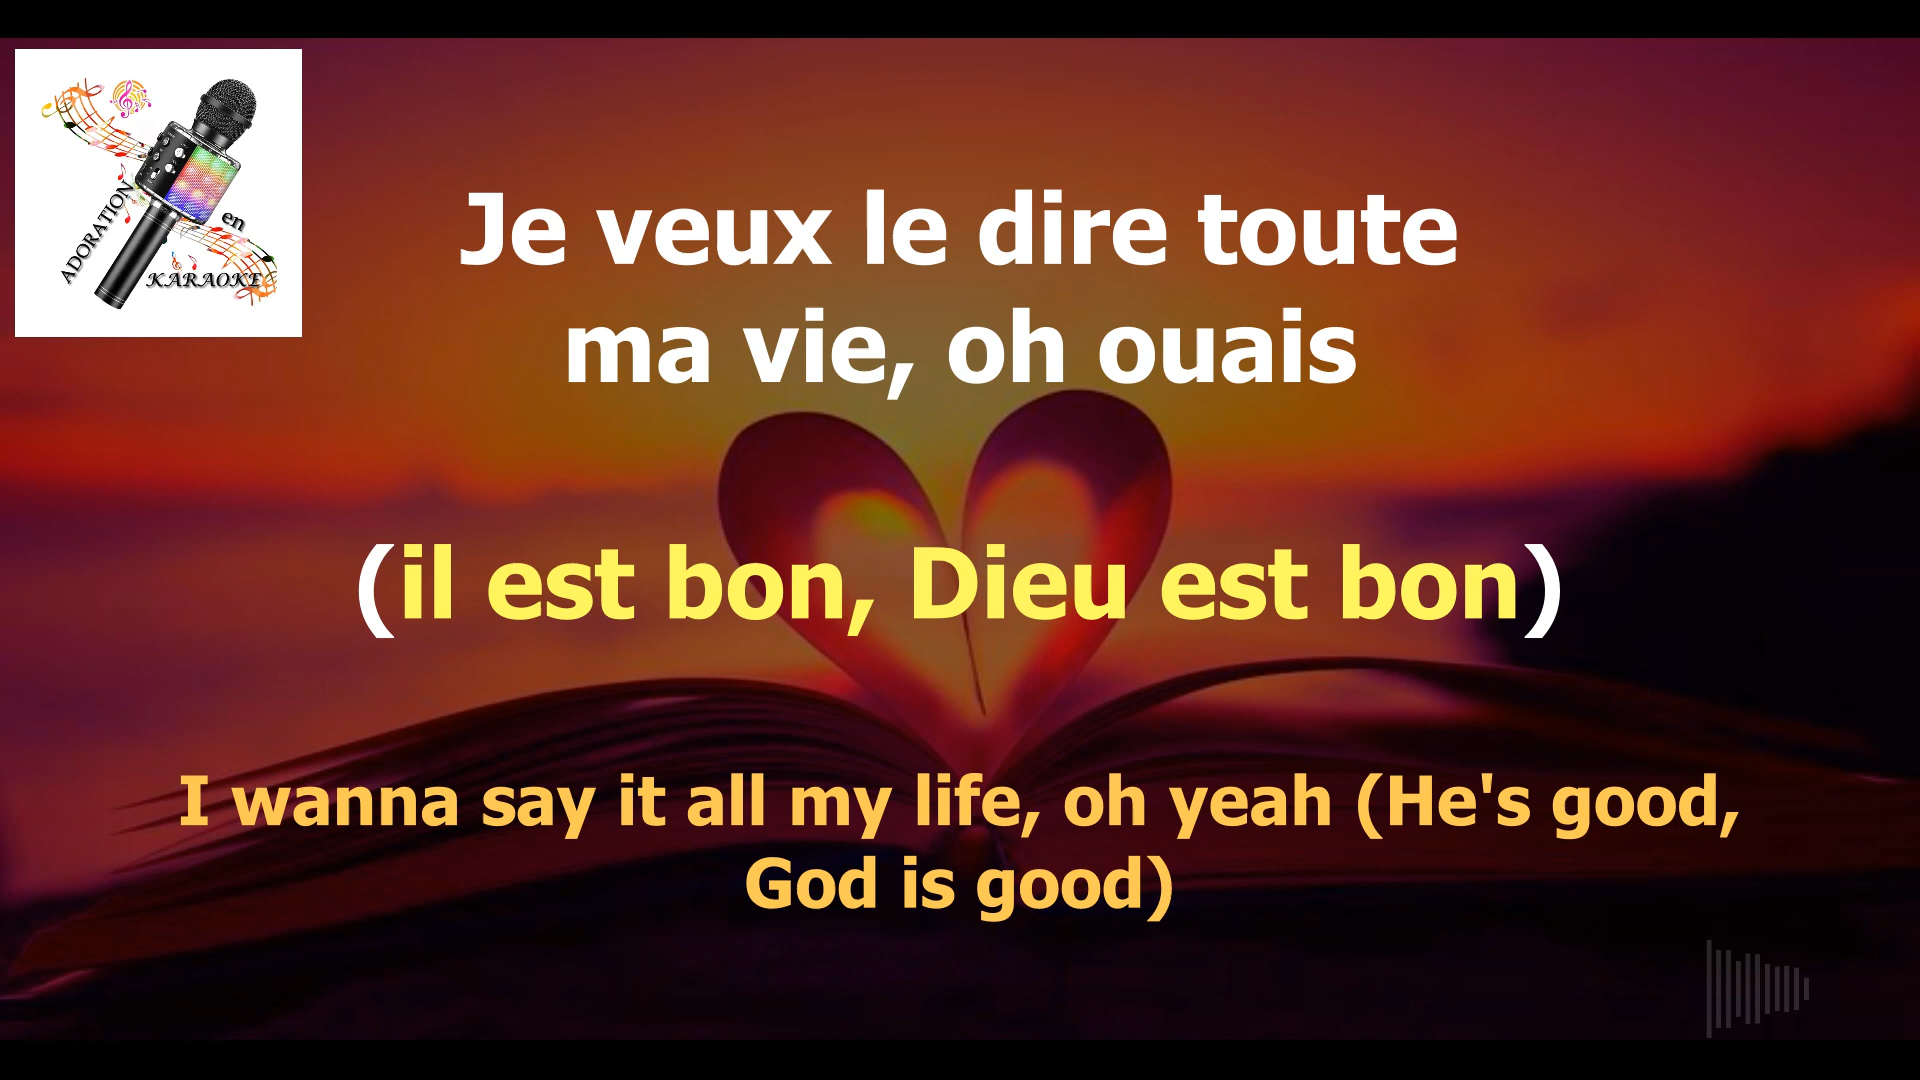 ADORATION
en
KARAOKE
Je veux le dire toute
ma vie, oh ouais
(il est bon, Dieu est bon)
I wanna say it all my life, oh yeah (He's good,
God is good)